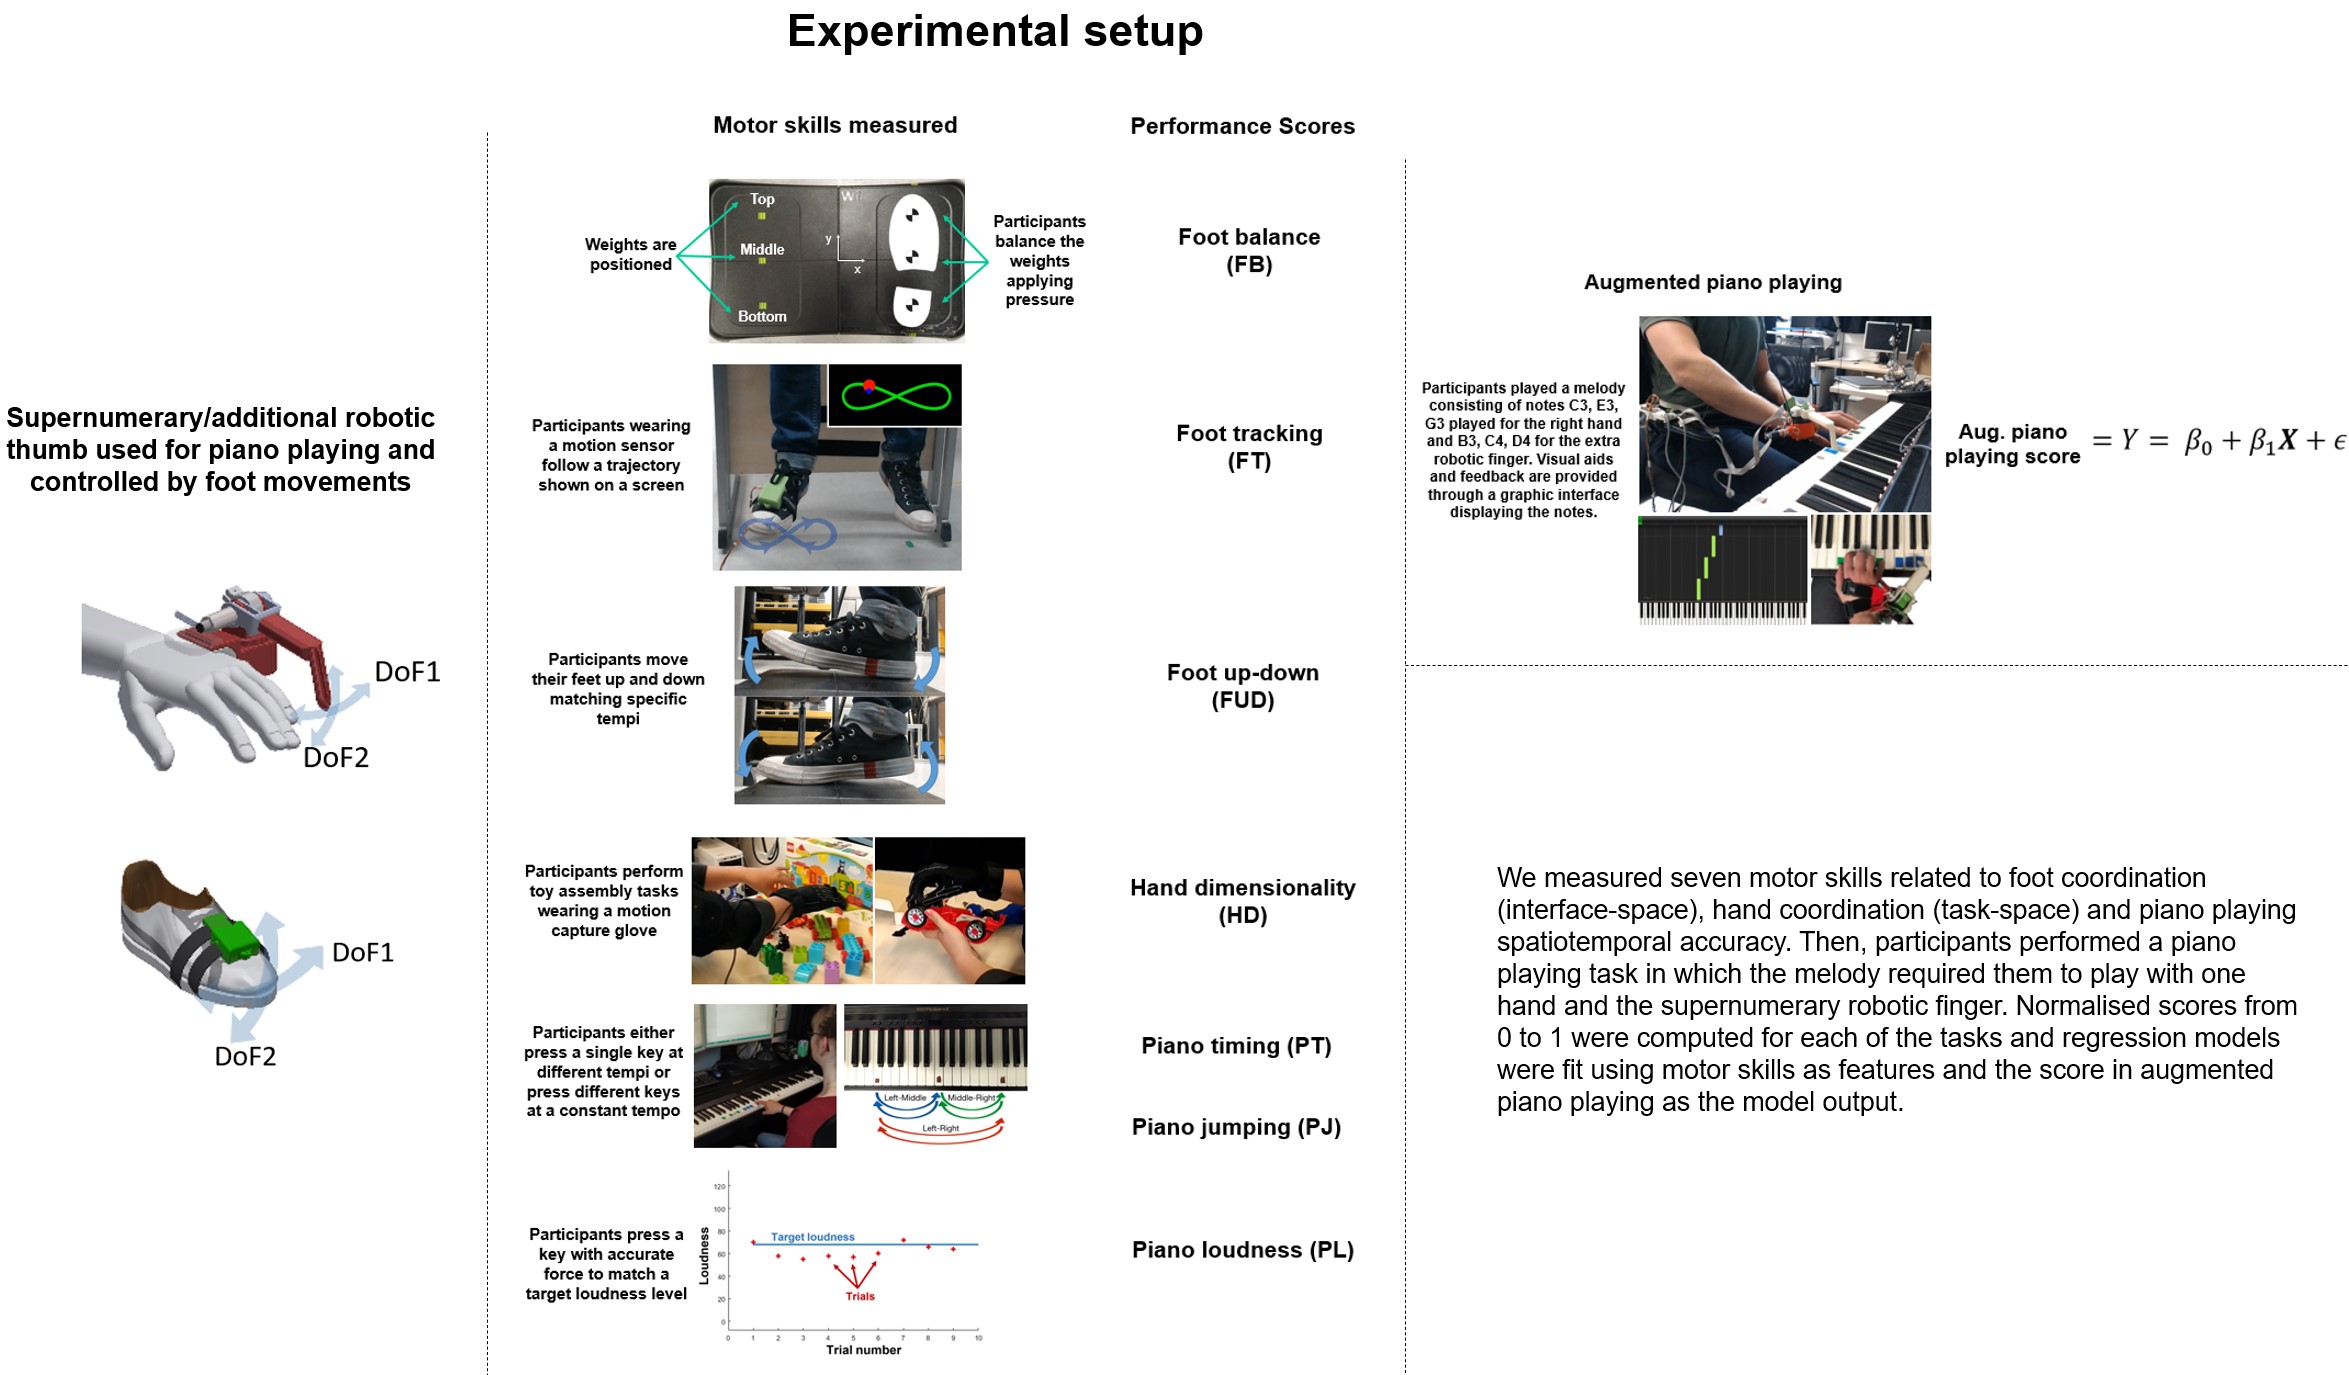 Experimental setup
Supernumerary/additional robotic
thumb used for piano playing and
controlled by foot movements
DoF1
DoF2
DoF1
DoF2
Motor skills measured
Performance Scores
Weights are
positioned
Top
Middle
Bottom
W
y
x
Participants
balance the
weights
applying
pressure
Foot balance
(FB)
Participants wearing
a motion sensor
follow a trajectory
shown on a screen
Foot tracking
(FT)
Participants move
their feet up and down
matching specific
tempi
Foot up-down
(FUD)
Participants perform
toy assembly tasks
wearing a motion
capture glove
Hand dimensionality
(HD)
Participants either
press a single key at
different tempi or
press different keys
at a constant tempo
Left-Middle
Middle-Right
Left-Right
Piano timing (PT)
Piano jumping (PJ)
Participants press a
key with accurate
force to match a
target loudness level
Loudness
120
100
80
60
40
20
0
Target loudness
Trials
0 1 2 3 4 5 6 7 8 9 10
Trial number
Piano loudness (PL)
Augmented piano playing
Participants played a melody
consisting of notes C3, E3,
G3 played for the right hand
and B3, C4, D4 for the extra
robotic finger. Visual aids
and feedback are provided
through a graphic interface
displaying the notes.
Aug. piano
playing score
= Y = β0 + β1X + ϵ
We measured seven motor skills related to foot coordination
(interface-space), hand coordination (task-space) and piano playing
spatiotemporal accuracy. Then, participants performed a piano
playing task in which the melody required them to play with one
hand and the supernumerary robotic finger. Normalised scores from
0 to 1 were computed for each of the tasks and regression models
were fit using motor skills as features and the score in augmented
piano playing as the model output.